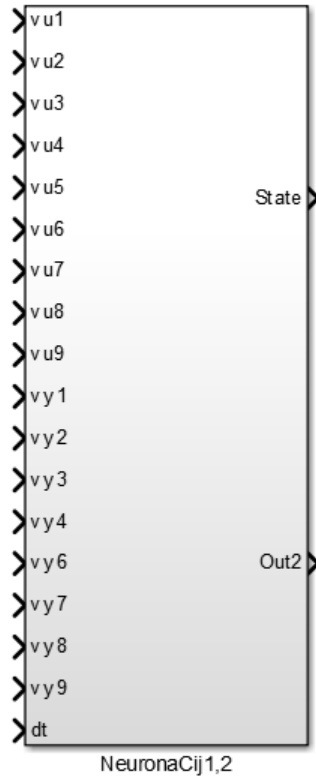 vu1
vu2
vu3
vu4
vu5
vu6
vu7
vu8
vu9
vy1
vy2
vy3
vy4
vy6
vy7
vy8
vy9
dt
State
Out2
NeuronaCij1,2